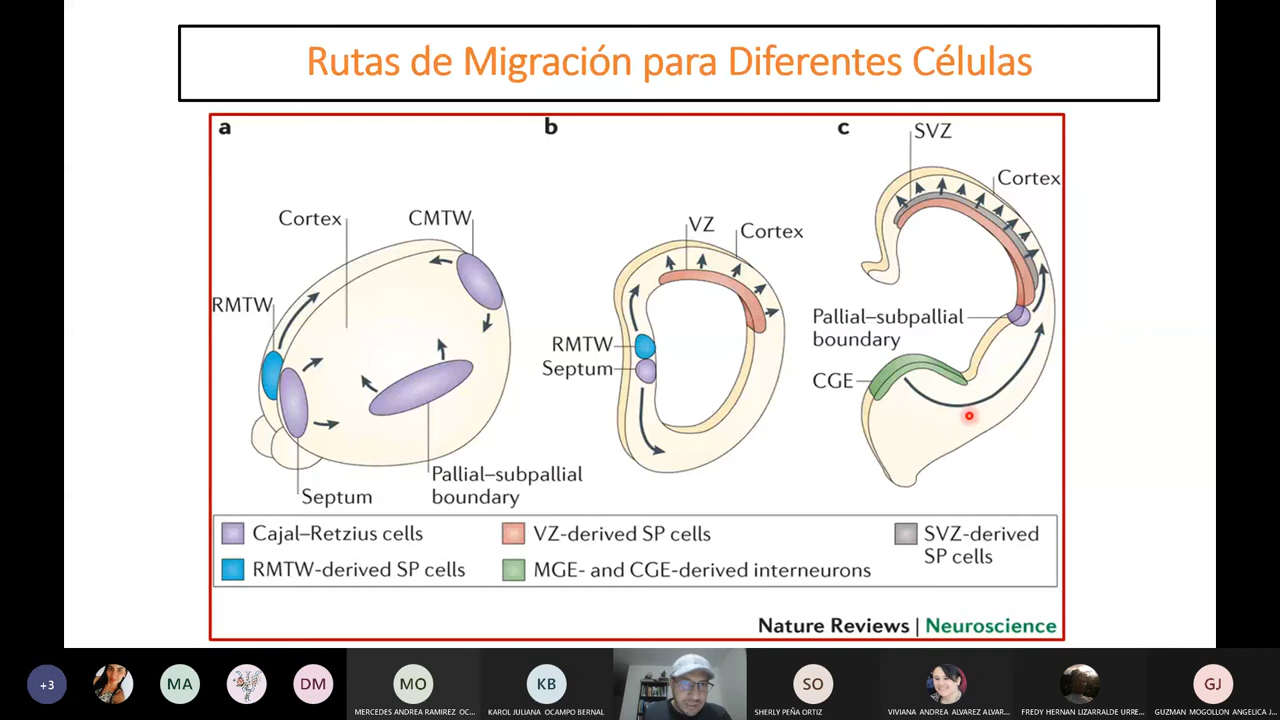 Rutas de Migración para Diferentes Células
a
b
c
SVZ
Cortex
Cortex
CMTW
VZ
Cortex
RMTW
Pallial–subpallial
boundary
RMTW
Septum
CGE
Pallial–subpallial
boundary
Septum
Cajal–Retzius cells
VZ-derived SP cells
SVZ-derived
SP cells
RMTW-derived SP cells
MGE- and CGE-derived interneurons
Nature Reviews | Neuroscience
+3
MA
DM
MO
KB
SO
GJ
MERCEDES ANDREA RAMIREZ OC...
KAROL JULIANA OCAMPO BERNAL
SHERLY PEÑA ORTIZ
VIVIANA ANDREA ALVAREZ ALVAR...
FREDY HERNAN LIZARRALDE URRE...
GUZMAN MOGOLLON ANGELICA J...